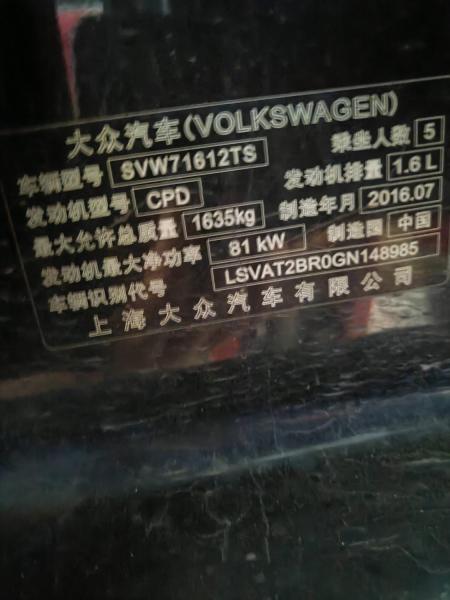 大众汽车(VOLKSWAGEN)
车辆型号 SVW71612TS 乘坐人数 5
发动机型号 CPD 发动机排量 1.6 L
最大允许总质量 1635kg 制造年月 2016.07
发动机最大净功率 81 kW 制造国 中国
车辆识别代号 LSVAT2BR0GN148985
上海大众汽车有限公司